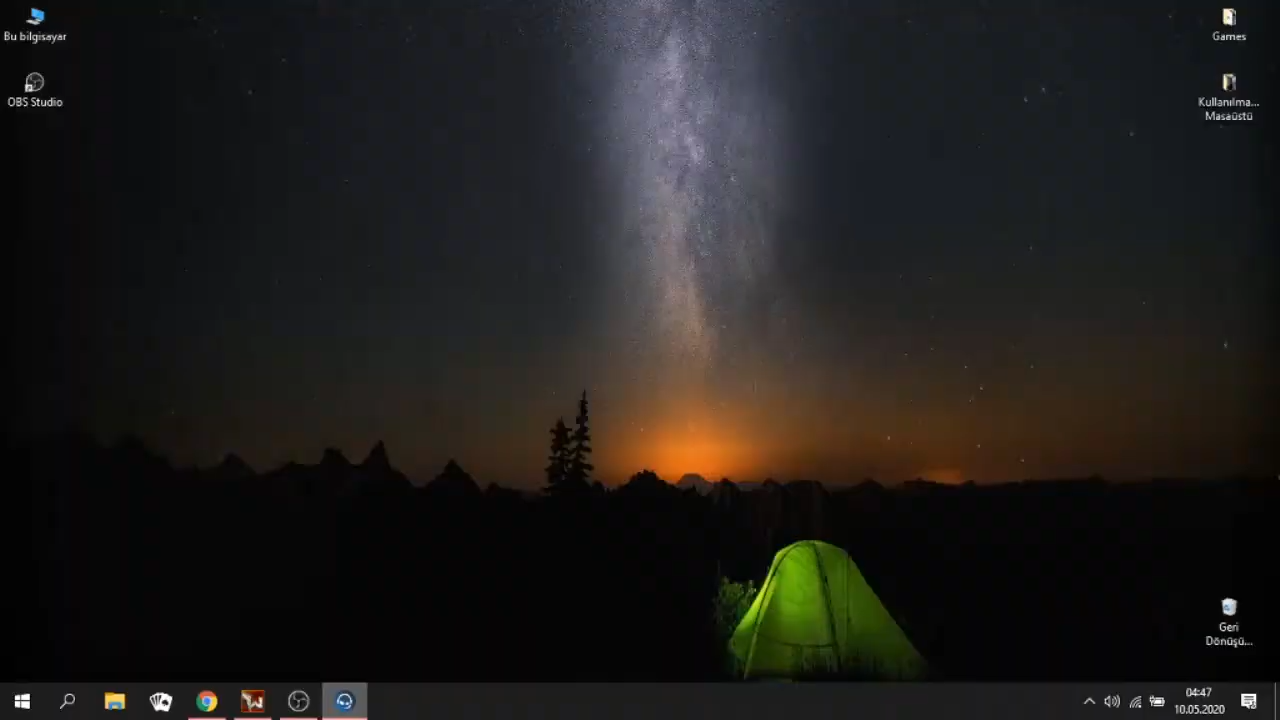 Bu bilgisayar
OBS Studio
Games
Kullanılma...
Masaüstü
Geri
Dönüşü...
04:47
10.05.2020